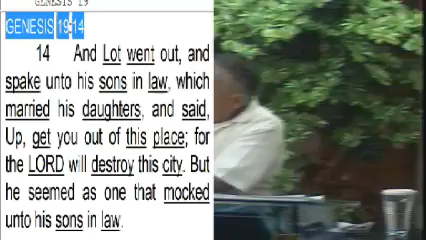 GENESIS 19
GENESIS 19:14
14 And Lot went out, and
spake unto his sons in law, which
married his daughters, and said,
Up, get you out of this place; for
the LORD will destroy this city. But
he seemed as one that mocked
unto his sons in law.